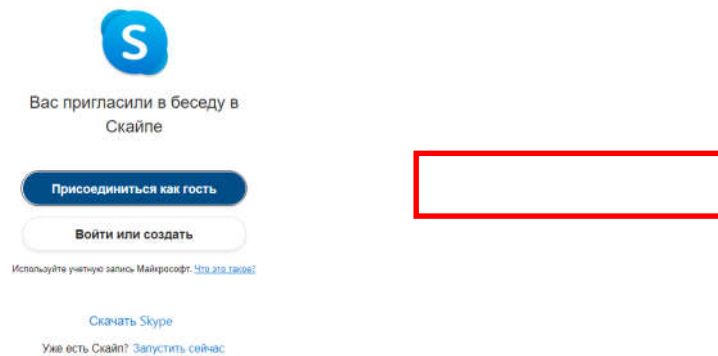 S
Вас пригласили в беседу в
Скайпе
Присоединиться как гость
Войти или создать
Используйте учетную запись Майкрософт. Что это такое?
Скачать Skype
Уже есть Скайп? Запустить сейчас